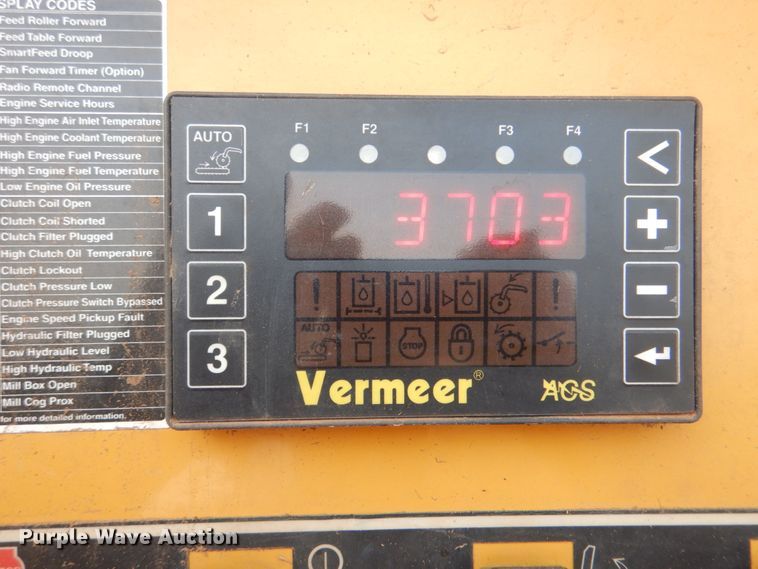 SPLAY CODES
Feed Roller Forward
Feed Table Forward
SmartFeed Droop
Fan Forward Timer (Option)
Radio Remote Channel
Engine Service Hours
High Engine Air Inlet Temperature
High Engine Coolant Temperature
High Engine Fuel Pressure
High Engine Fuel Temperature
Low Engine Oil Pressure
Clutch Coil Open
Clutch Coil Shorted
Clutch Filter Plugged
High Clutch Oil Temperature
Clutch Lockout
Clutch Pressure Low
Clutch Pressure Switch Bypassed
Engine Speed Pickup Fault
Hydraulic Filter Plugged
Low Hydraulic Level
High Hydraulic Temp
Mill Box Open
Mill Cog Prox
for more detailed information.
AUTO
1
2
3
F1 F2 F3 F4
3703
<
+
-
! !
AUTO STOP
Vermeer®
ACS
Purple Wave Auction